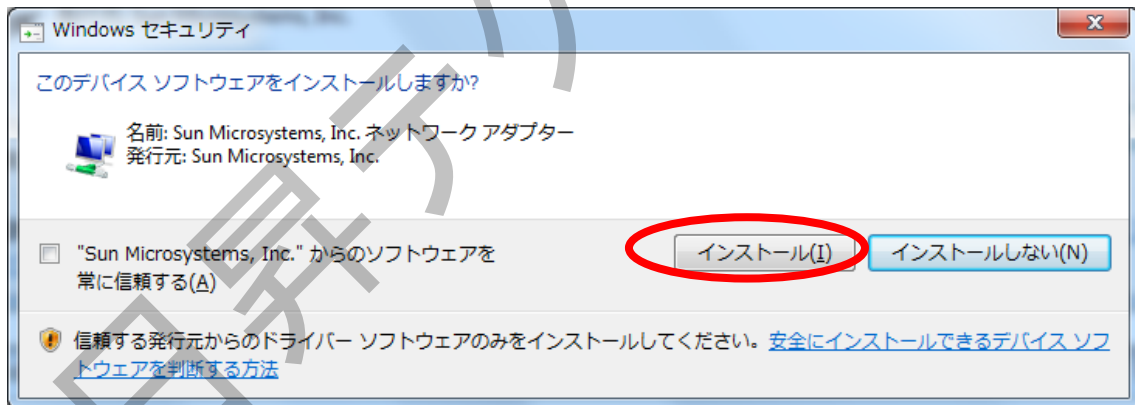 Windows セキュリティ
このデバイス ソフトウェアをインストールしますか?
名前: Sun Microsystems, Inc. ネットワーク アダプター
発行元: Sun Microsystems, Inc.
"Sun Microsystems, Inc." からのソフトウェアを
常に信頼する(A)
インストール(I)
インストールしない(N)
信頼する発行元からのドライバー ソフトウェアのみをインストールしてください。安全にインストールできるデバイス ソフ
トウェアを判断する方法